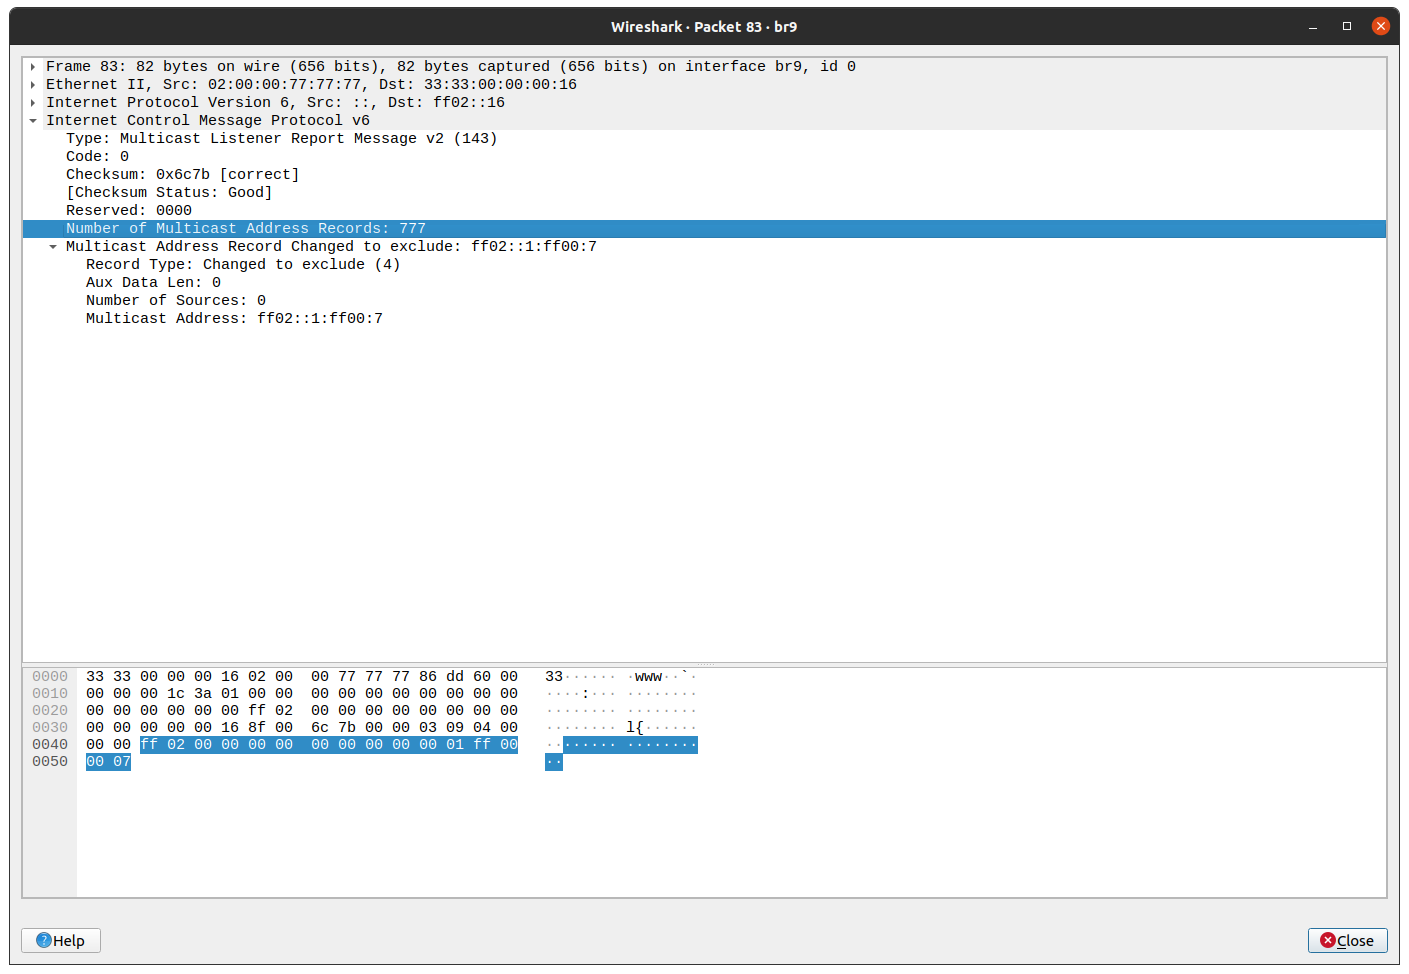 Wireshark · Packet 83 · br9
Frame 83: 82 bytes on wire (656 bits), 82 bytes captured (656 bits) on interface br9, id 0
Ethernet II, Src: 02:00:00:77:77:77, Dst: 33:33:00:00:00:16
Internet Protocol Version 6, Src: ::, Dst: ff02::16
Internet Control Message Protocol v6
Type: Multicast Listener Report Message v2 (143)
Code: 0
Checksum: 0x6c7b [correct]
[Checksum Status: Good]
Reserved: 0000
Number of Multicast Address Records: 777
Multicast Address Record Changed to exclude: ff02::1:ff00:7
Record Type: Changed to exclude (4)
Aux Data Len: 0
Number of Sources: 0
Multicast Address: ff02::1:ff00:7
0000 33 33 00 00 00 16 02 00 00 77 77 77 86 dd 60 00 33······ ·www··`·
0010 00 00 00 1c 3a 01 00 00 00 00 00 00 00 00 00 00 ····:··· ········
0020 00 00 00 00 00 00 ff 02 00 00 00 00 00 00 00 00 ········ ········
0030 00 00 00 00 00 16 8f 00 6c 7b 00 00 03 09 04 00 ········ l{······
0040 00 00 ff 02 00 00 00 00 00 00 00 00 00 01 ff 00 ········ ········
0050 00 07 ··
Help
Close